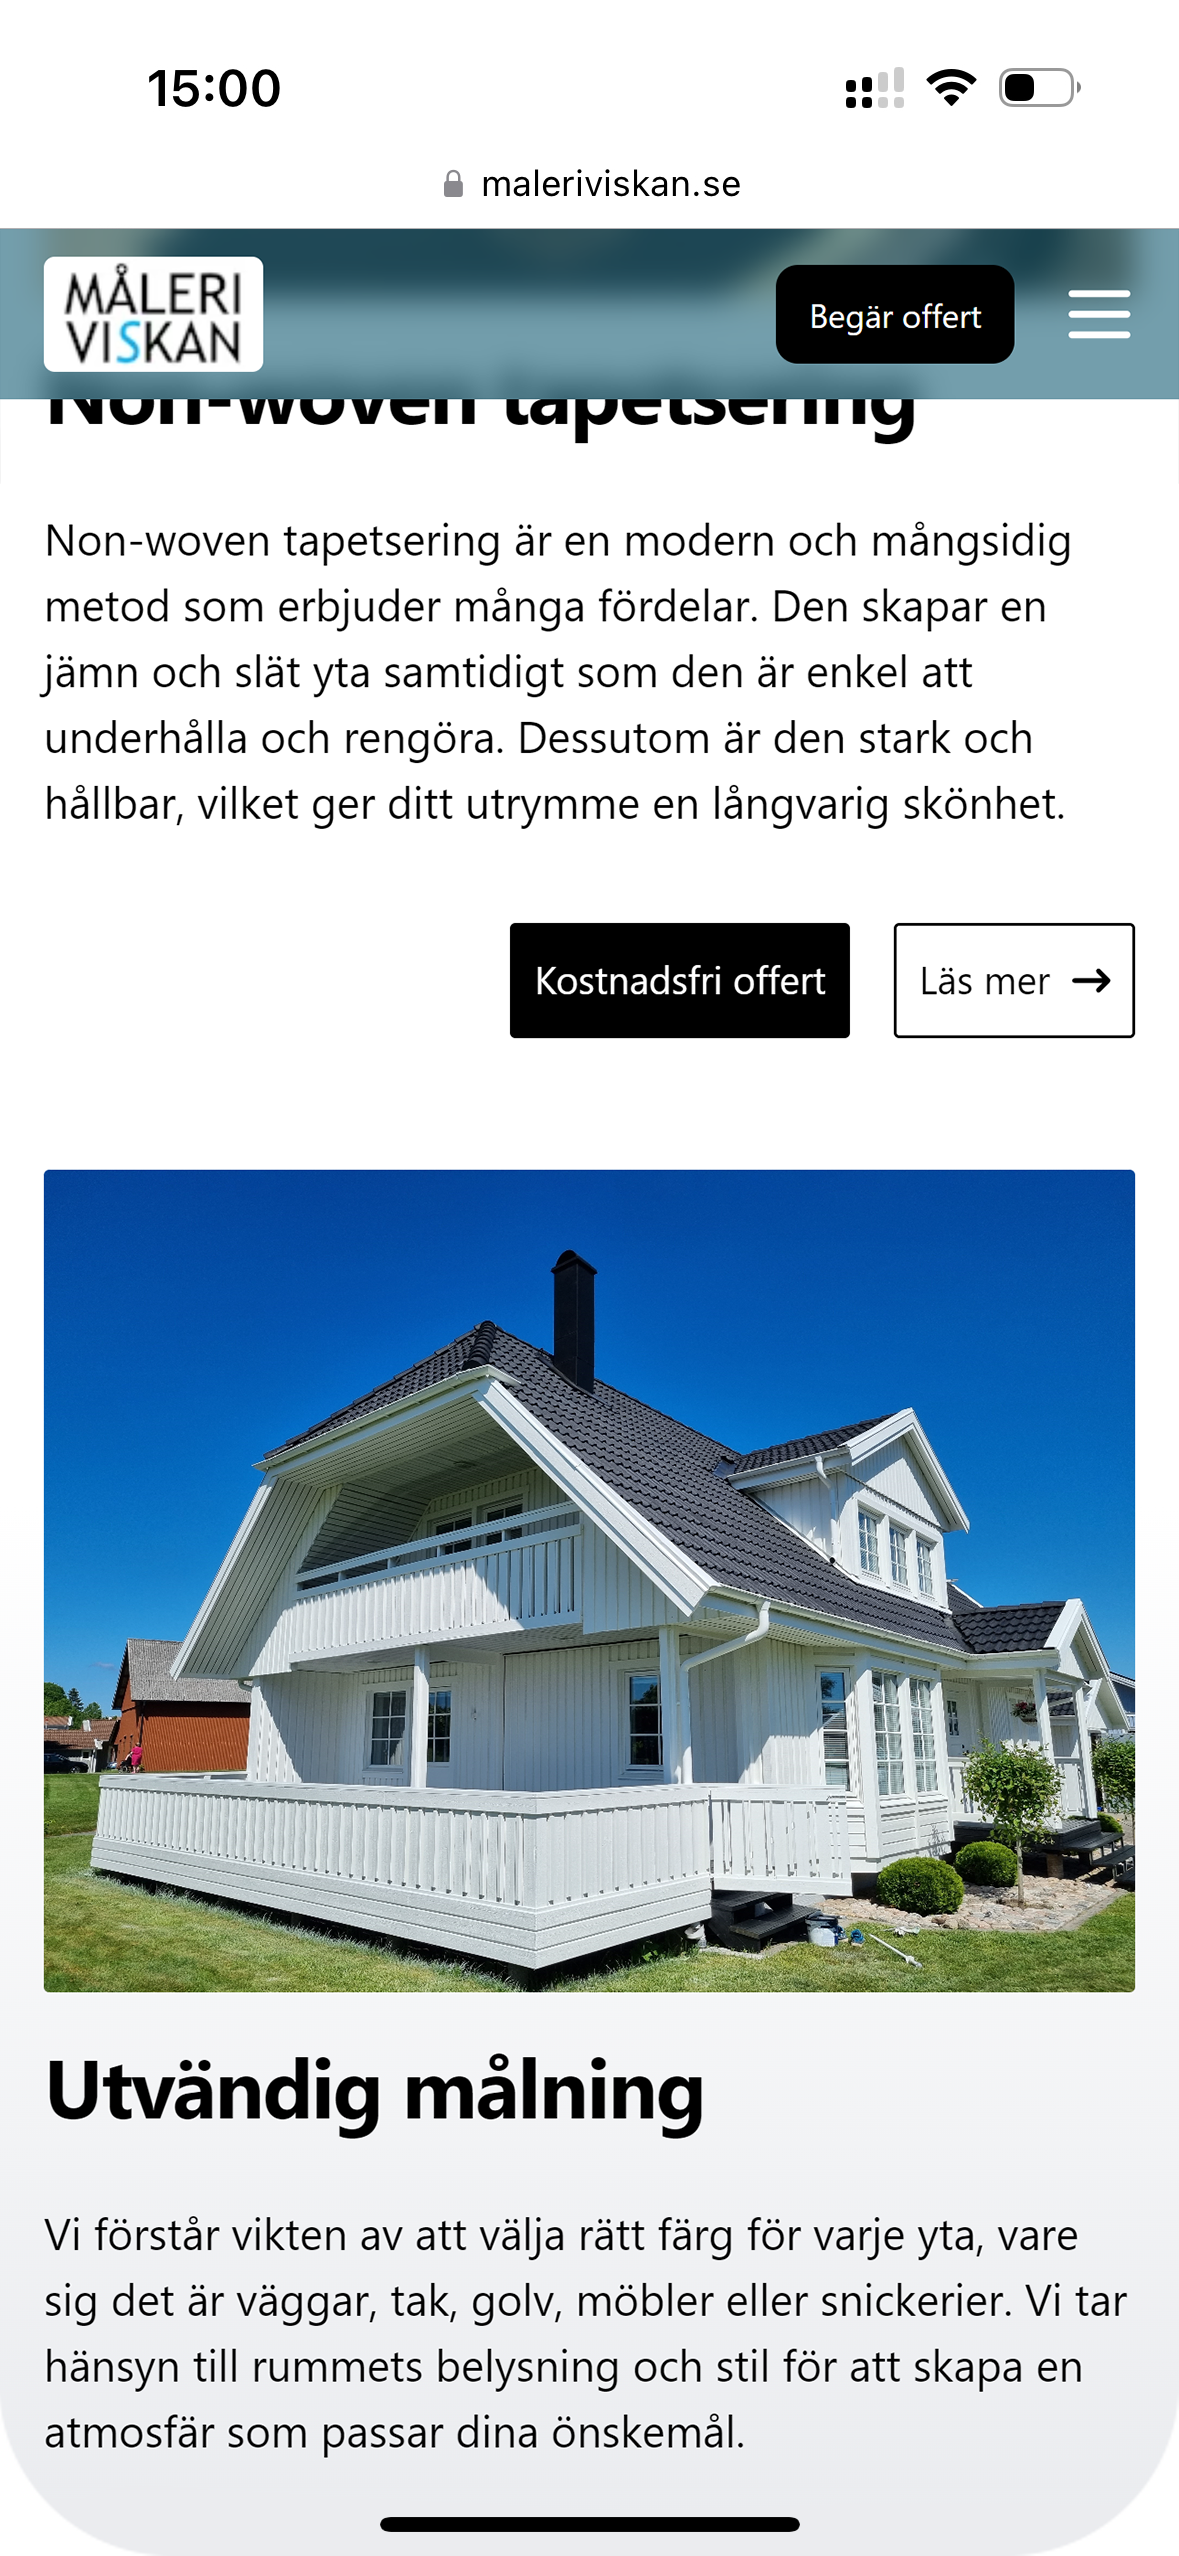 15:00
maleriviskan.se
MÅLERI
VISKAN
Begär offert
Non-woven tapetsering
Non-woven tapetsering är en modern och mångsidig
metod som erbjuder många fördelar. Den skapar en
jämn och slät yta samtidigt som den är enkel att
underhålla och rengöra. Dessutom är den stark och
hållbar, vilket ger ditt utrymme en långvarig skönhet.
Kostnadsfri offert
Läs mer →
Utvändig målning
Vi förstår vikten av att välja rätt färg för varje yta, vare
sig det är väggar, tak, golv, möbler eller snickerier. Vi tar
hänsyn till rummets belysning och stil för att skapa en
atmosfär som passar dina önskemål.